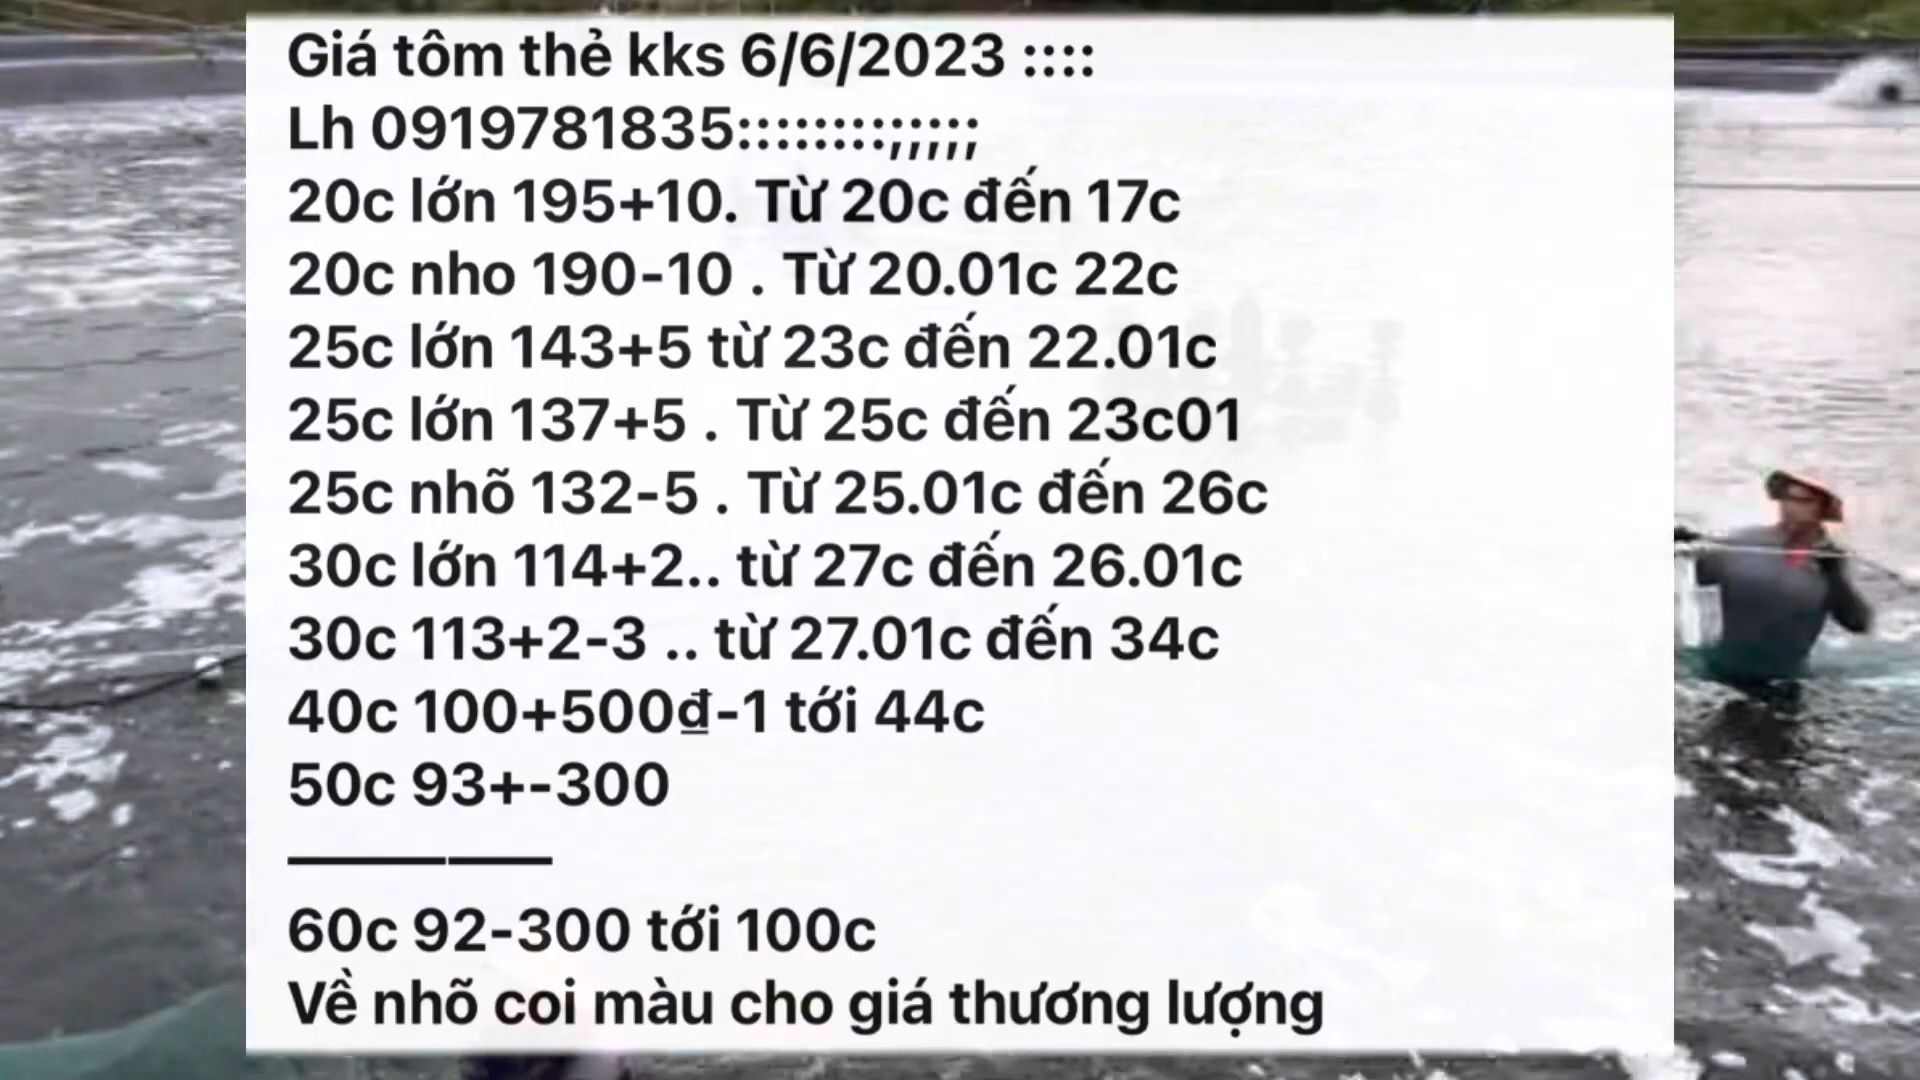 Giá tôm thẻ kks 6/6/2023 ::::
Lh 0919781835::::::::;;;;;
20c lớn 195+10. Từ 20c đến 17c
20c nho 190-10 . Từ 20.01c 22c
25c lớn 143+5 từ 23c đến 22.01c
25c lớn 137+5 . Từ 25c đến 23c01
25c nhõ 132-5 . Từ 25.01c đến 26c
30c lớn 114+2.. từ 27c đến 26.01c
30c 113+2-3 .. từ 27.01c đến 34c
40c 100+500₫-1 tới 44c
50c 93+-300
—————
60c 92-300 tới 100c
Về nhõ coi màu cho giá thương lượng